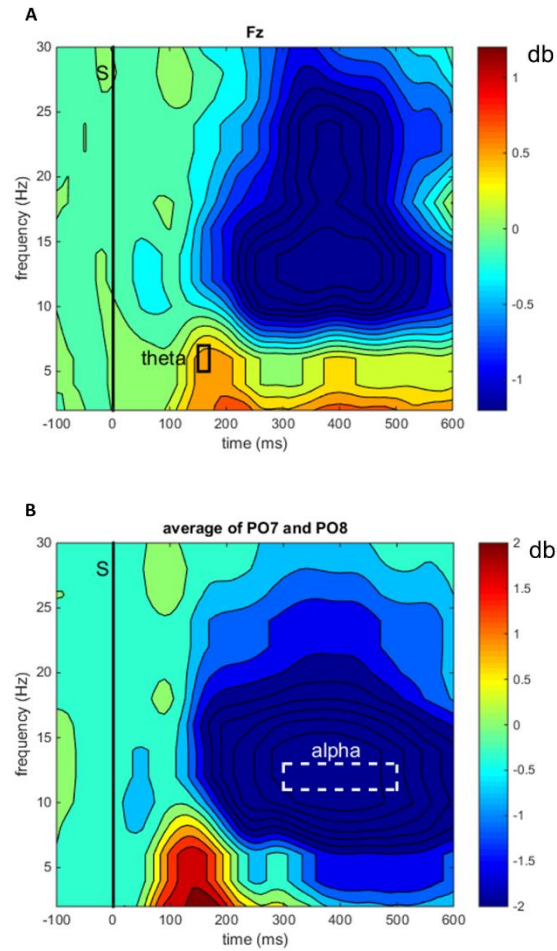 A
Fz
db
30
25
20
15
10
5
frequency (Hz)
S
theta
-100 0 100 200 300 400 500 600
time (ms)
1
0.5
0
-0.5
-1
B
average of PO7 and PO8
db
30
25
20
15
10
5
frequency (Hz)
S
alpha
-100 0 100 200 300 400 500 600
time (ms)
2
1.5
1
0.5
0
-0.5
-1
-1.5
-2